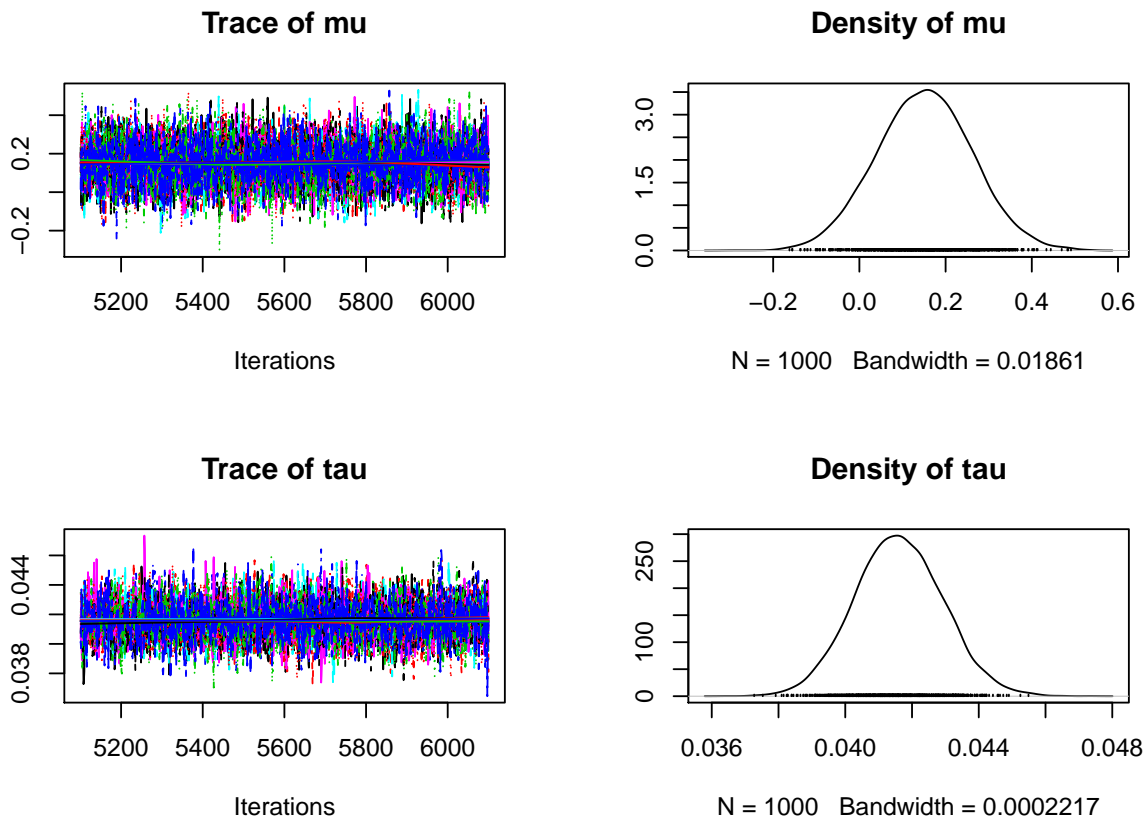 Trace of mu
0.2
−0.2
5200 5400 5600 5800 6000
Iterations
Density of mu
3.0
1.5
0.0
−0.2 0.0 0.2 0.4 0.6
N = 1000 Bandwidth = 0.01861
Trace of tau
0.044
0.038
5200 5400 5600 5800 6000
Iterations
Density of tau
250
100
0
0.036 0.040 0.044 0.048
N = 1000 Bandwidth = 0.0002217